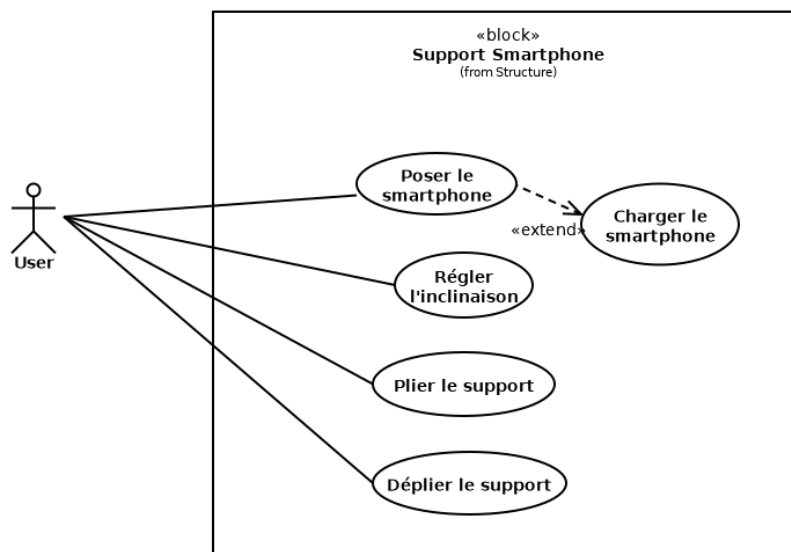 «block»
Support Smartphone
(from Structure)
Poser le
smartphone
Charger le
smartphone
«extend»
User
Régler
l'inclinaison
Plier le support
Déplier le support